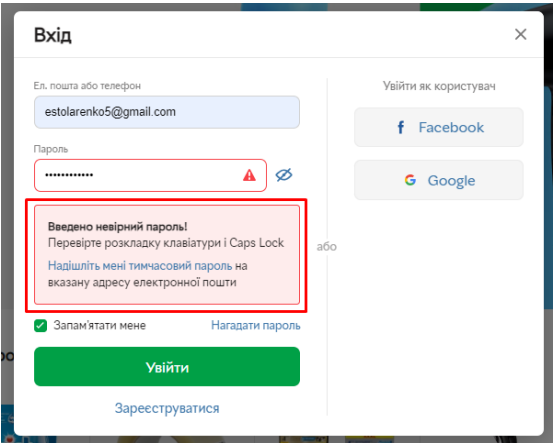 Вхід
Ел. пошта або телефон
estolarenko5@gmail.com
Пароль
Введено невірний пароль!
Перевірте розкладку клавіатури і Caps Lock
Надішліть мені тимчасовий пароль на
вказану адресу електронної пошти
Запам'ятати мене
Нагадати пароль
Увійти
Зареєструватися
або
Увійти як користувач
Facebook
Google